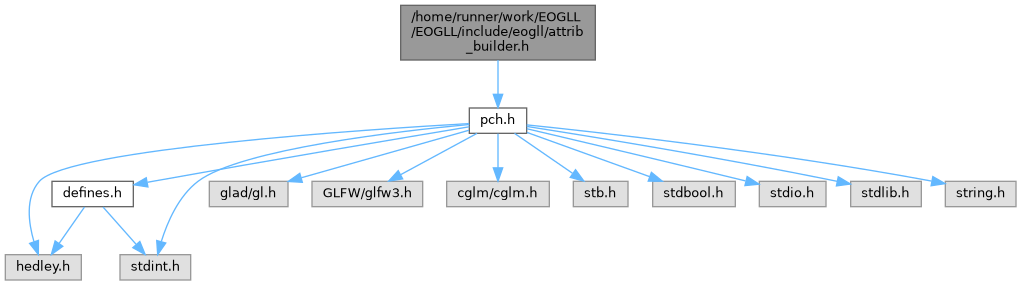 /home/runner/work/EOGLL
/EOGLL/include/eogll/attrib
_builder.h
pch.h
defines.h
glad/gl.h
GLFW/glfw3.h
cglm/cglm.h
stb.h
stdbool.h
stdio.h
stdlib.h
string.h
hedley.h
stdint.h